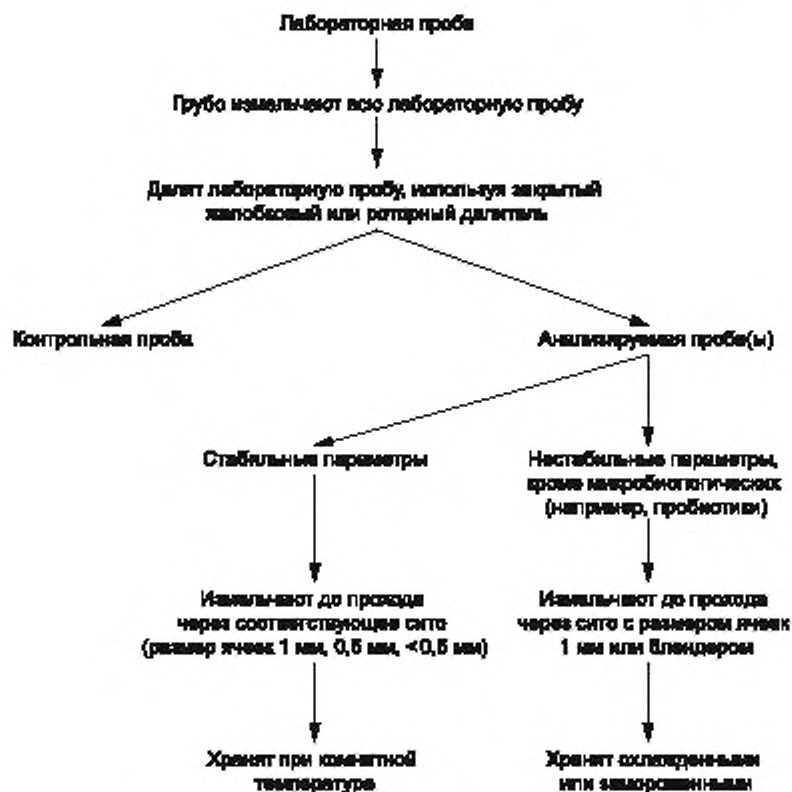 Лабораторная проба
Грубо измельчают всю лабораторную пробу
Делят лабораторную пробу, используя закрытый
желобковый или роторный делитель
Контрольная проба
Анализируемая проба(ы)
Стабильные параметры
Нестабильные параметры,
кроме микробиологических
(например, пробиотики)
Измельчают до прохода
через соответствующее сито
(размер ячеек 1 мм, 0,5 мм, <0,5 мм)
Измельчают до прохода
через сито с размером ячеек
1 мм или блендером
Хранят при комнатной
температуре
Хранят охлажденными
или замороженными